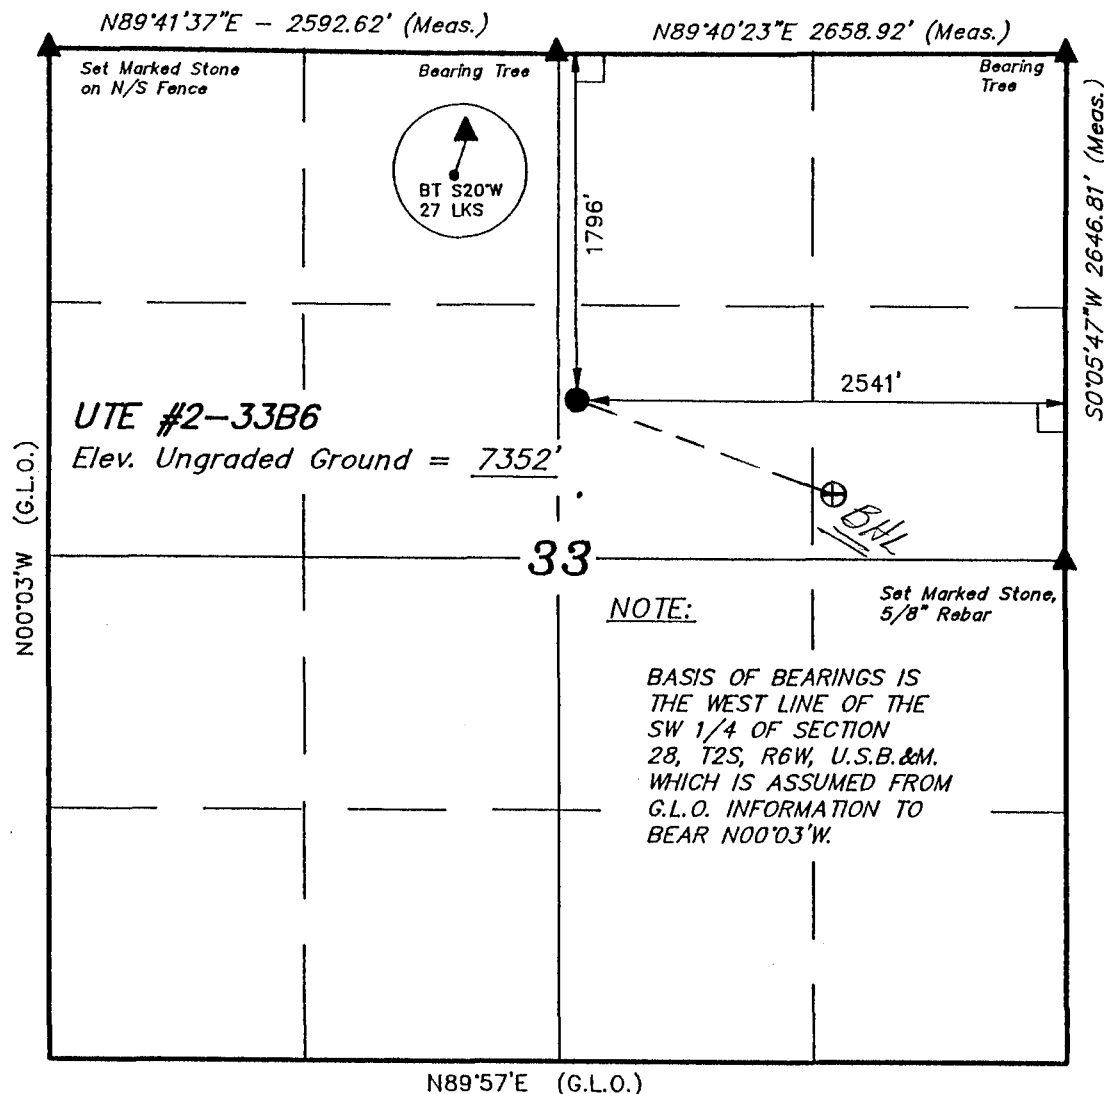 N89°41'37"E - 2592.62' (Meas.)
N89°40'23"E 2658.92' (Meas.)
Set Marked Stone
on N/S Fence
Bearing Tree
Bearing
Tree
BT S20°W
27 LKS
1796'
S0°05'47"W 2646.81' (Meas.)
2541'
UTE #2-33B6
Elev. Ungraded Ground = 7352'
BHL
N00°03'W (G.L.O.)
33
Set Marked Stone,
5/8" Rebar
NOTE:
BASIS OF BEARINGS IS
THE WEST LINE OF THE
SW 1/4 OF SECTION
28, T2S, R6W, U.S.B.&M.
WHICH IS ASSUMED FROM
G.L.O. INFORMATION TO
BEAR N00°03'W.
N89°57'E (G.L.O.)